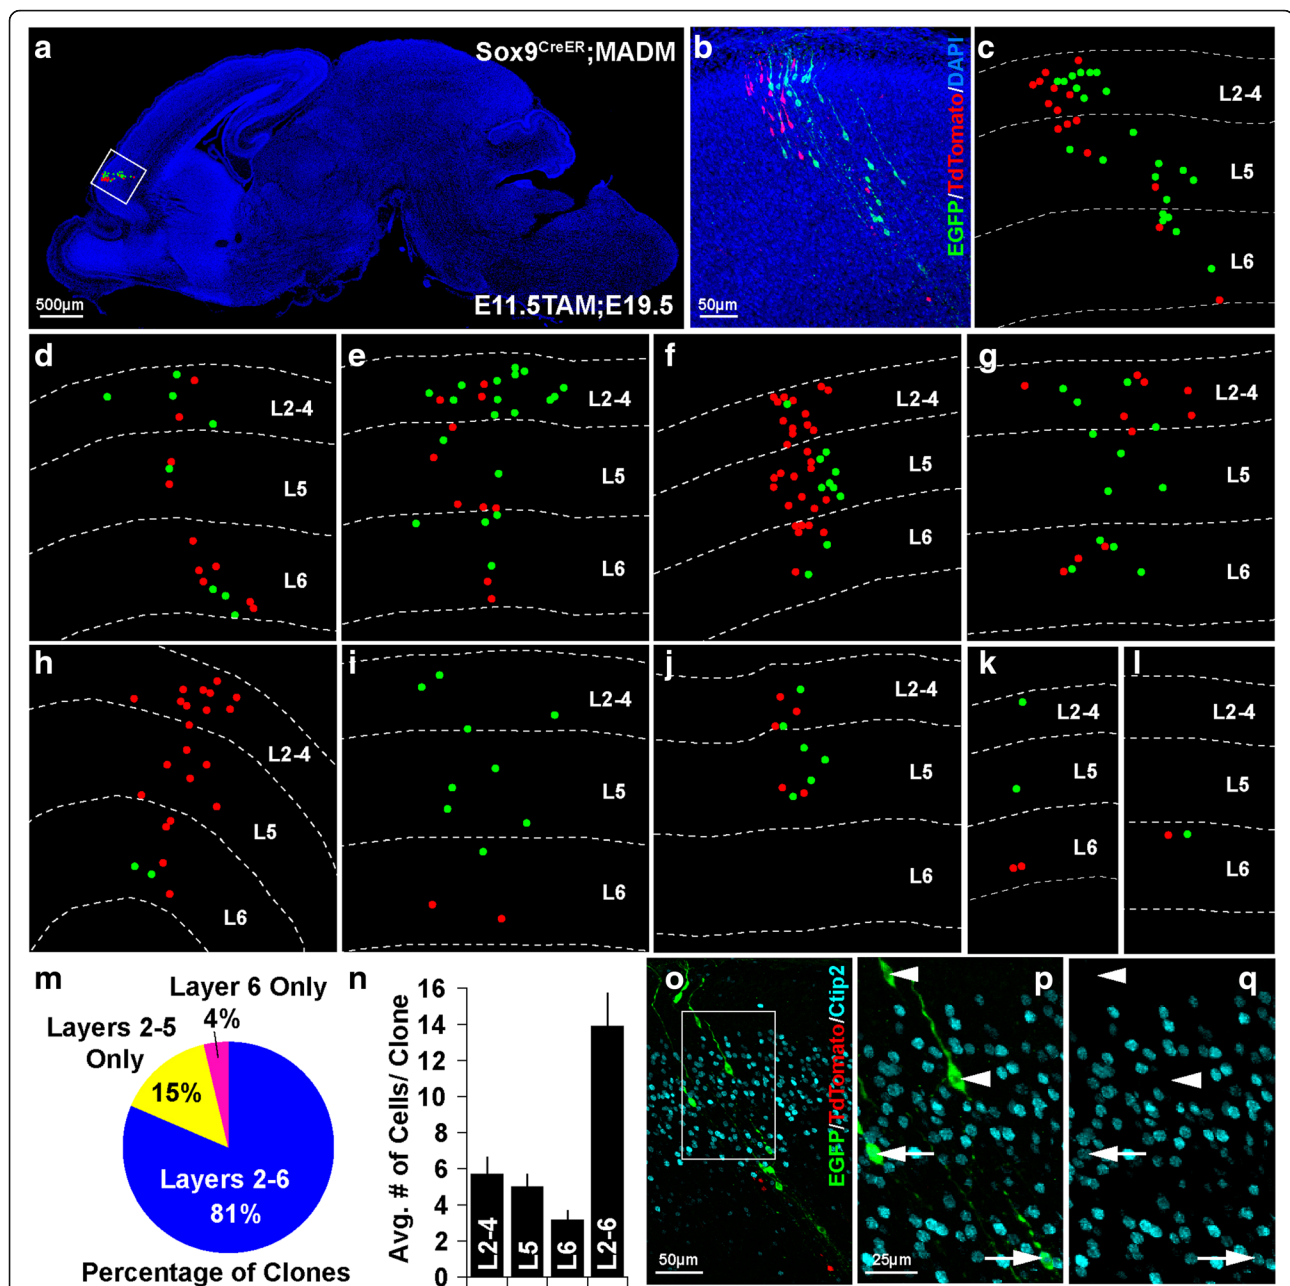 a
Sox9CreER;MADM
500µm
E11.5TAM;E19.5
b
EGFP/TdTomato/DAPI
50µm
c
L2-4
L5
L6
d
L2-4
L5
L6
e
L2-4
L5
L6
f
L2-4
L5
L6
g
L2-4
L5
L6
h
L2-4
L5
L6
i
L2-4
L5
L6
j
L2-4
L5
L6
k
L2-4
L5
L6
l
L2-4
L5
L6
m
Layer 6 Only
4%
Layers 2-5
Only
15%
Layers 2-6
81%
Percentage of Clones
n
Avg. # of Cells/ Clone
16
14
12
10
8
6
4
2
0
L2-4
L5
L6
L2-6
o
EGFP/TdTomato/Ctip2
50µm
p
25µm
q